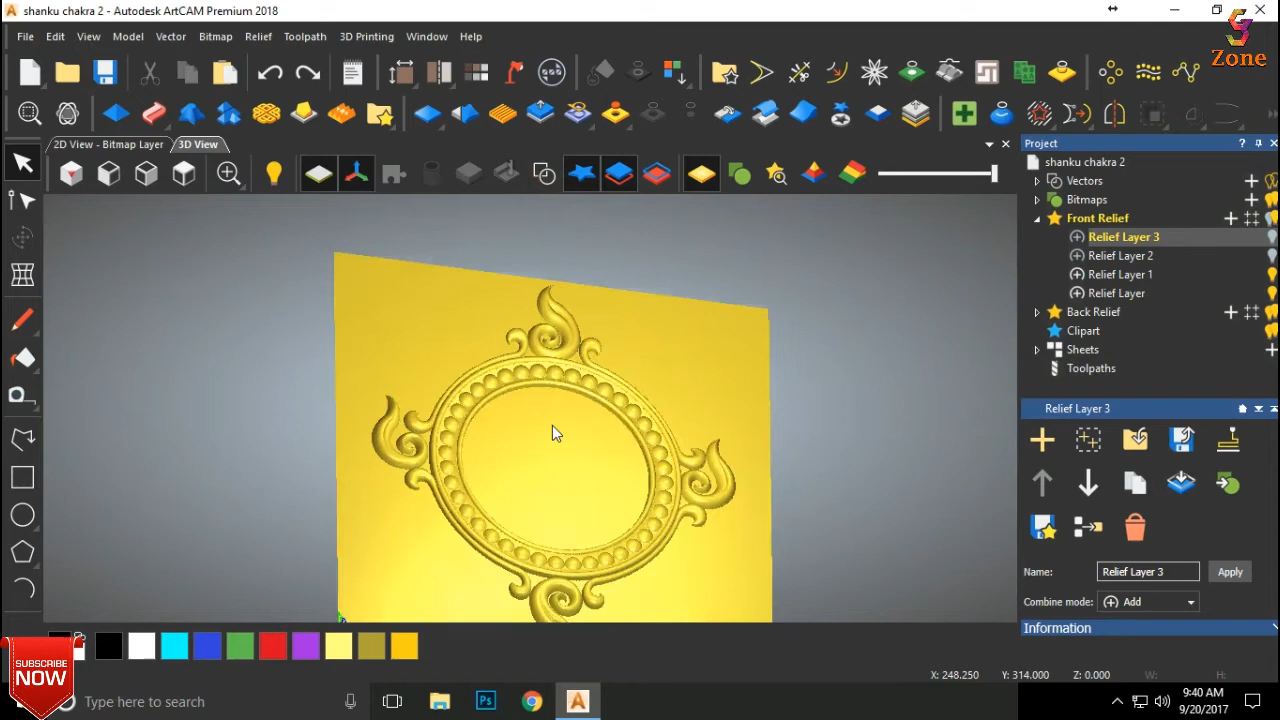 shanku chakra 2 - Autodesk ArtCAM Premium 2018
Zone
File Edit View Model Vector Bitmap Relief Toolpath 3D Printing Window Help
2D View - Bitmap Layer 3D View
Project
shanku chakra 2
Vectors
Bitmaps
Front Relief
Relief Layer 3
Relief Layer 2
Relief Layer 1
Relief Layer
Back Relief
Clipart
Sheets
Toolpaths
Relief Layer 3
Name: Relief Layer 3 Apply
Combine mode: Add
Information
X: 248.250 Y: 314.000 Z: 0.000 W: H:
SUBSCRIBE
NOW
Type here to search
9:40 AM
9/20/2017